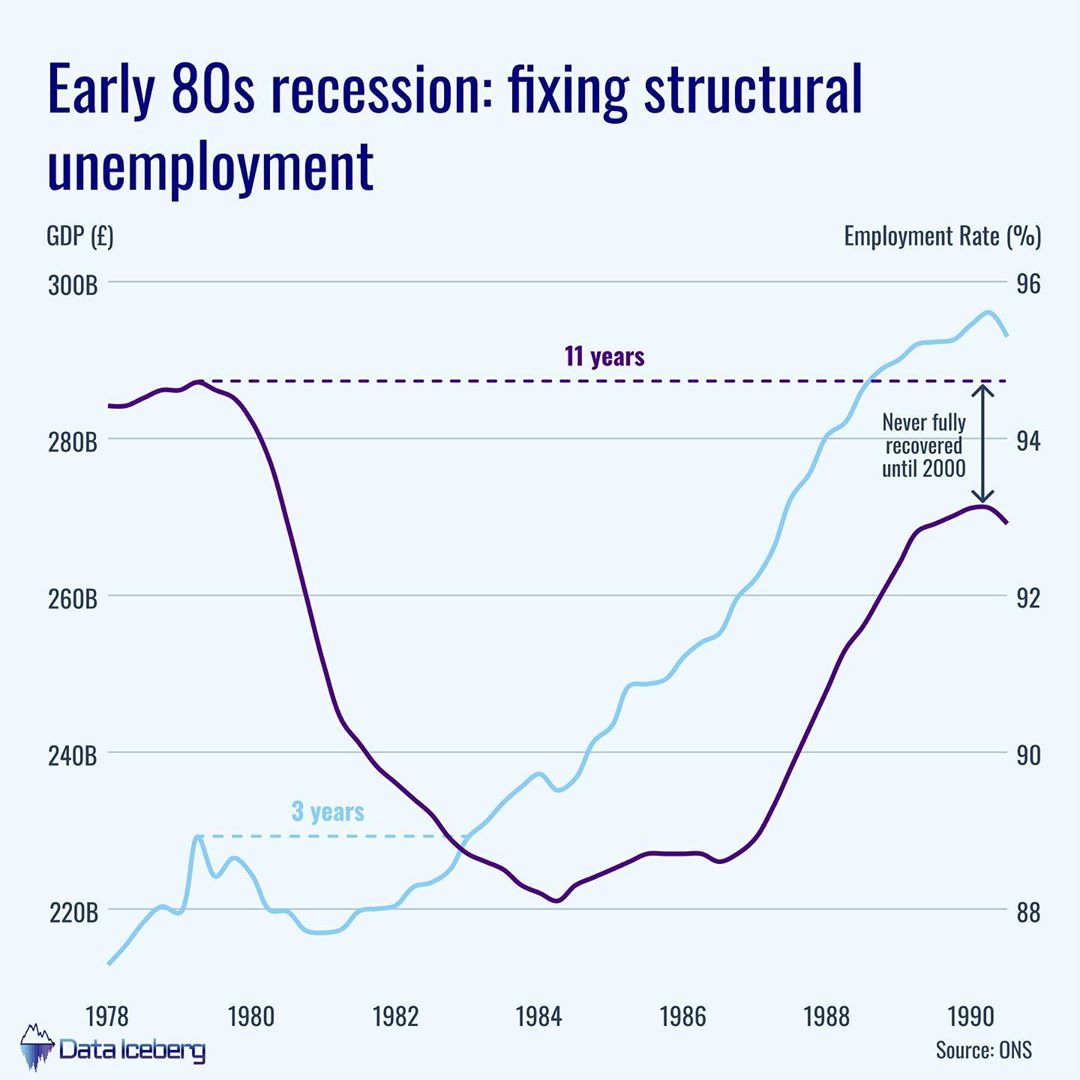 Early 80s recession: fixing structural
unemployment
GDP (£)
Employment Rate (%)
300B
96
11 years
Never fully
recovered
until 2000
280B
94
260B
92
240B
90
3 years
220B
88
1978
1980
1982
1984
1986
1988
1990
Data Iceberg
Source: ONS